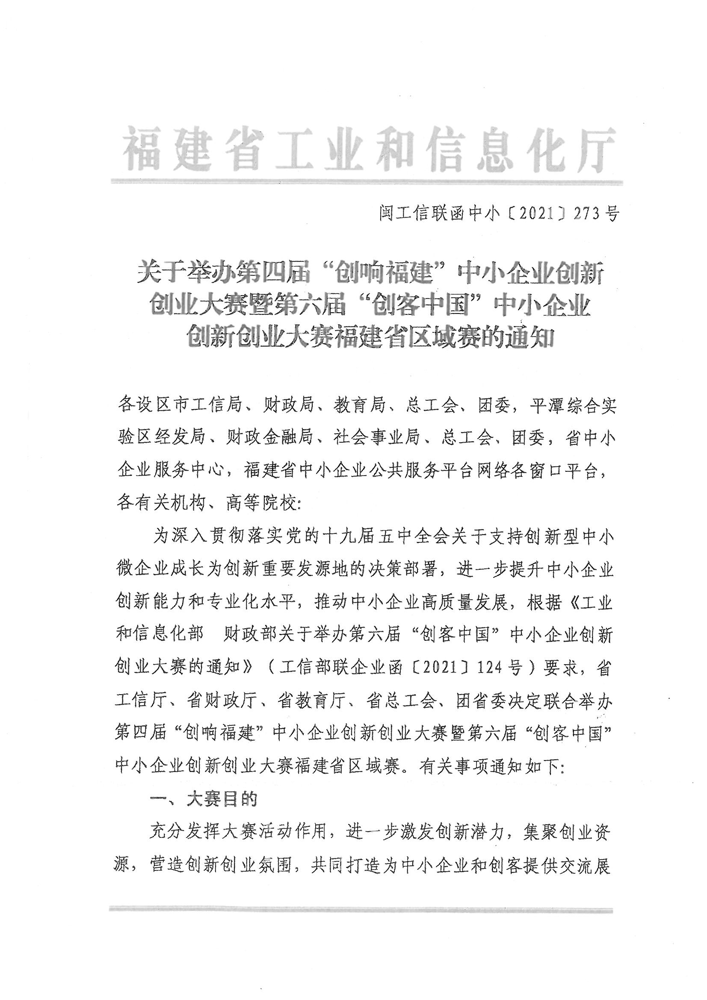 福建省工业和信息化厅
闽工信联函中小〔2021〕273号
关于举办第四届“创响福建”中小企业创新
创业大赛暨第六届“创客中国”中小企业
创新创业大赛福建省区域赛的通知
各设区市工信局、财政局、教育局、总工会、团委，平潭综合实
验区经发局、财政金融局、社会事业局、总工会、团委，省中小
企业服务中心，福建省中小企业公共服务平台网络各窗口平台，
各有关机构、高等院校：
为深入贯彻落实党的十九届五中全会关于支持创新型中小
微企业成长为创新重要发源地的决策部署，进一步提升中小企业
创新能力和专业化水平，推动中小企业高质量发展，根据《工业
和信息化部　财政部关于举办第六届“创客中国”中小企业创新
创业大赛的通知》（工信部联企业函〔2021〕124号）要求，省
工信厅、省财政厅、省教育厅、省总工会、团省委决定联合举办
第四届“创响福建”中小企业创新创业大赛暨第六届“创客中国”
中小企业创新创业大赛福建省区域赛。有关事项通知如下：
一、大赛目的
充分发挥大赛活动作用，进一步激发创新潜力，集聚创业资
源，营造创新创业氛围，共同打造为中小企业和创客提供交流展